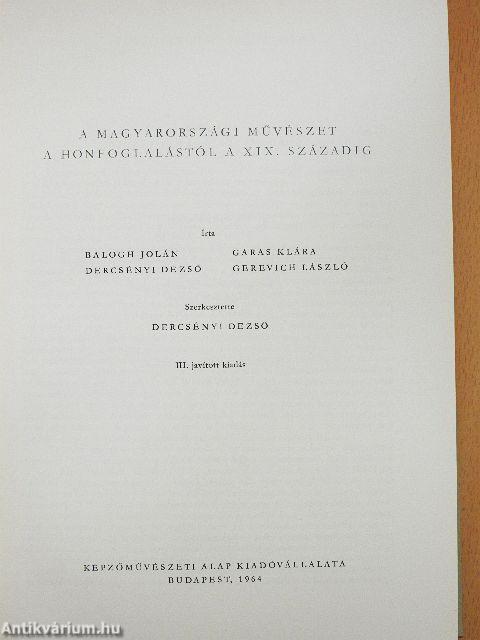 A MAGYARORSZÁGI MŰVÉSZET
A HONFOGLALÁSTÓL A XIX. SZÁZADIG
Írta
BALOGH JOLÁN GARAS KLÁRA
DERCSÉNYI DEZSŐ GEREVICH LÁSZLÓ
Szerkesztette
DERCSÉNYI DEZSŐ
III. javított kiadás
KÉPZŐMŰVÉSZETI ALAP KIADÓVÁLLALATA
BUDAPEST, 1964
Antikvárium.hu